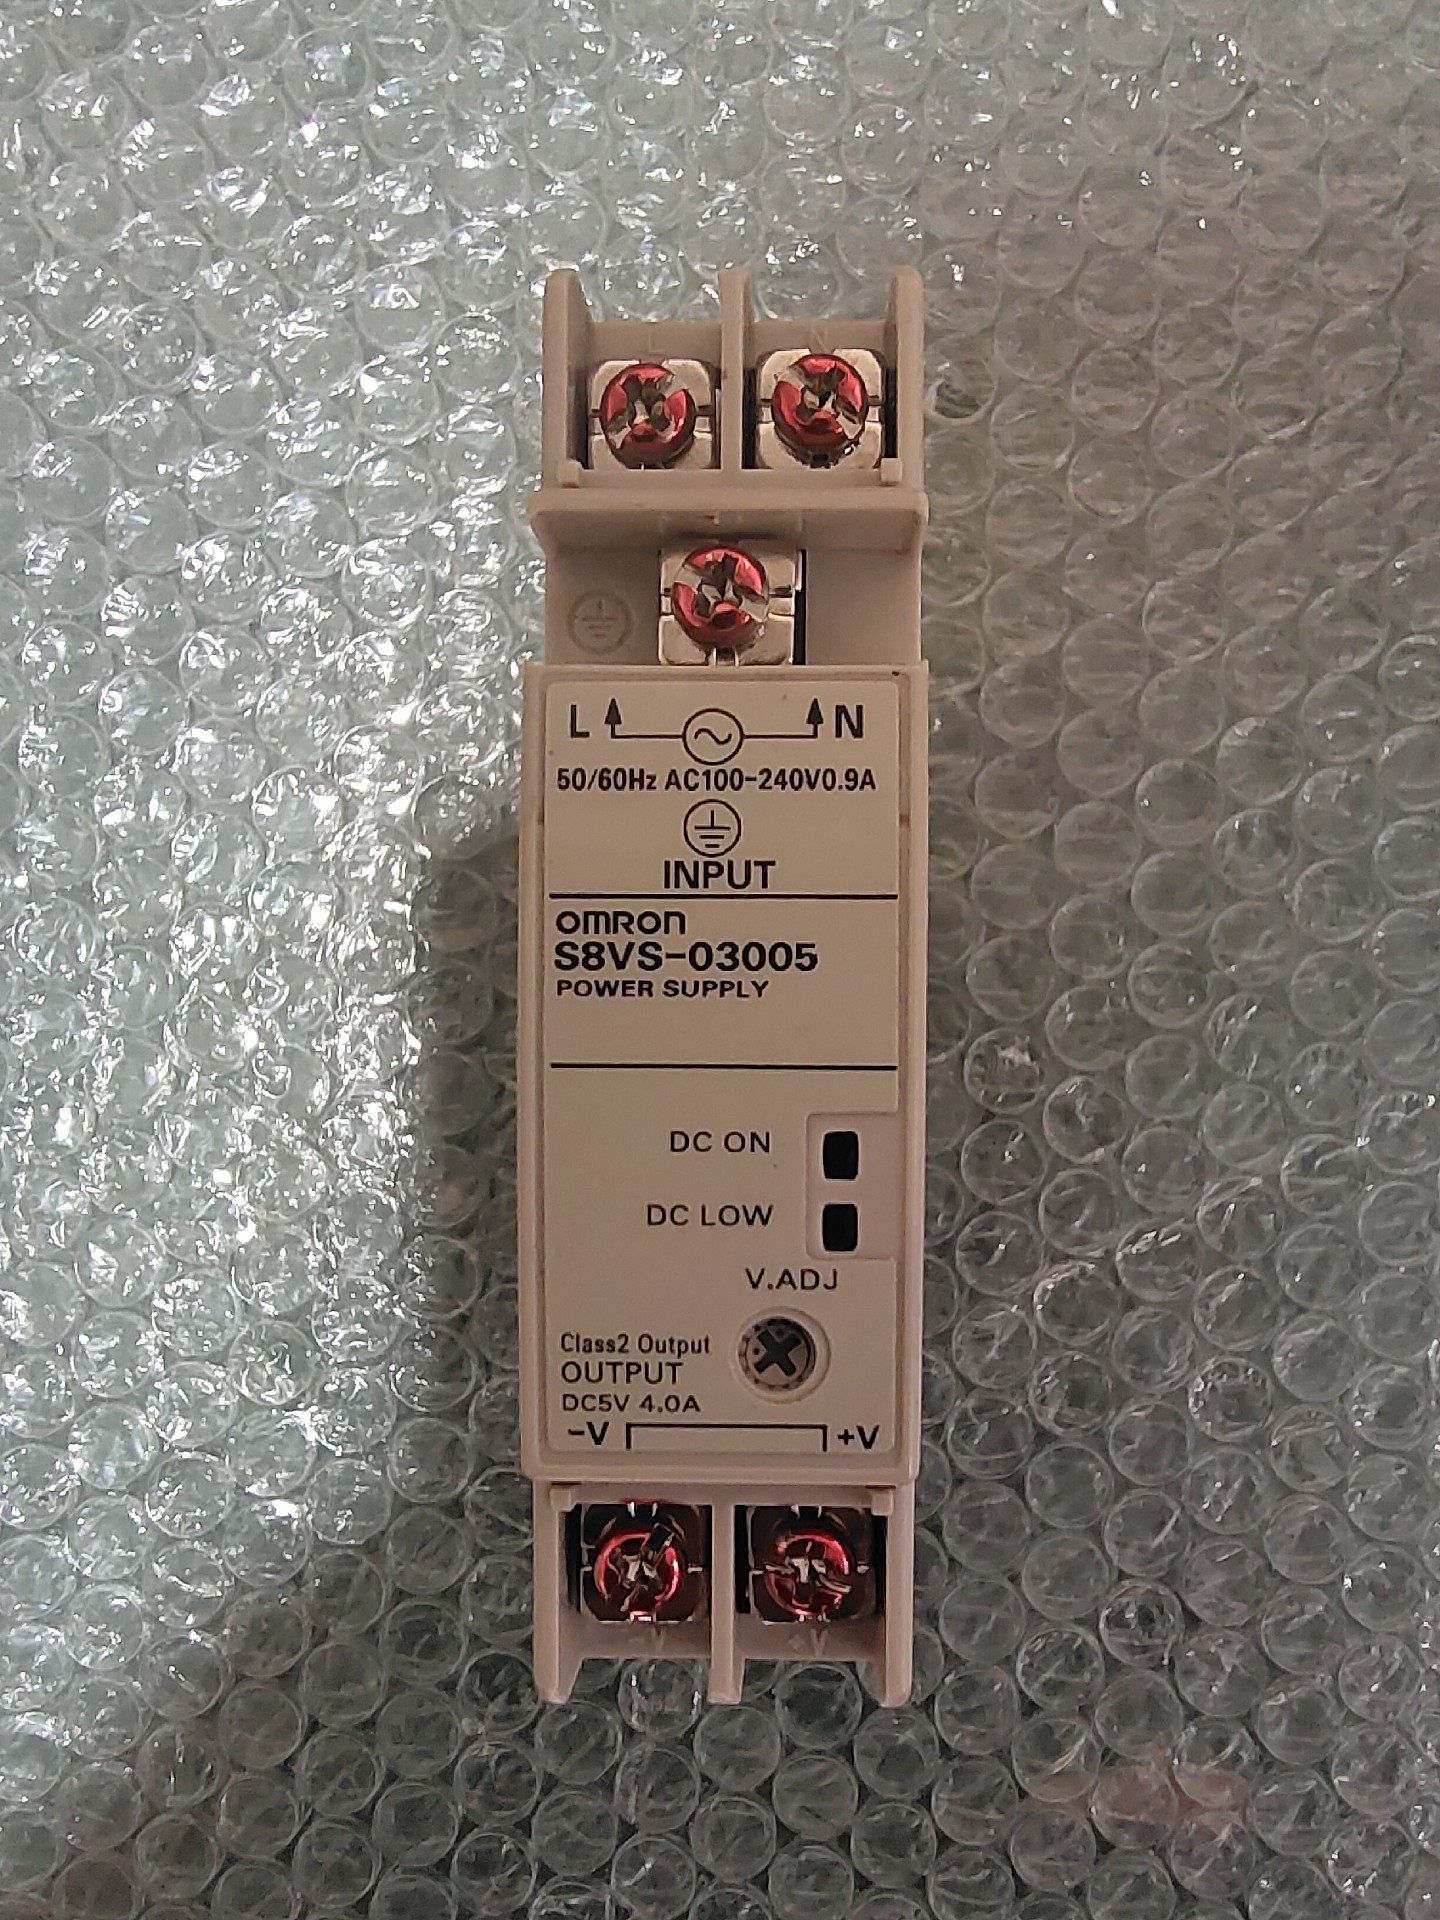 L N
50/60Hz AC100-240V0.9A
INPUT
OMRON
S8VS-03005
POWER SUPPLY
DC ON
DC LOW
V.ADJ
Class2 Output
OUTPUT
DC5V 4.0A
-V +V
-V +V